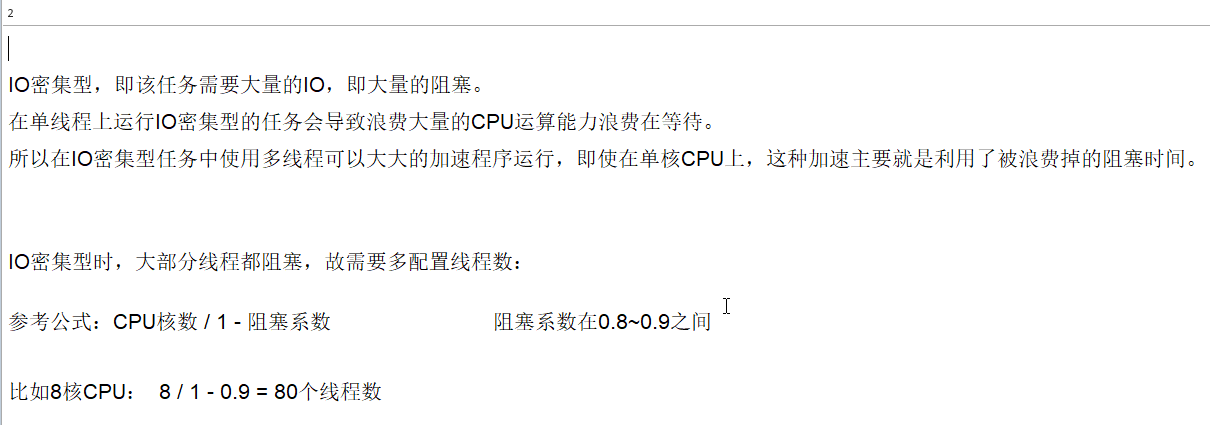 2
IO密集型，即该任务需要大量的IO，即大量的阻塞。
在单线程上运行IO密集型的任务会导致浪费大量的CPU运算能力浪费在等待。
所以在IO密集型任务中使用多线程可以大大的加速程序运行，即使在单核CPU上，这种加速主要就是利用了被浪费掉的阻塞时间。
IO密集型时，大部分线程都阻塞，故需要多配置线程数：
参考公式：CPU核数 / 1 - 阻塞系数 阻塞系数在0.8~0.9之间
比如8核CPU： 8 / 1 - 0.9 = 80个线程数